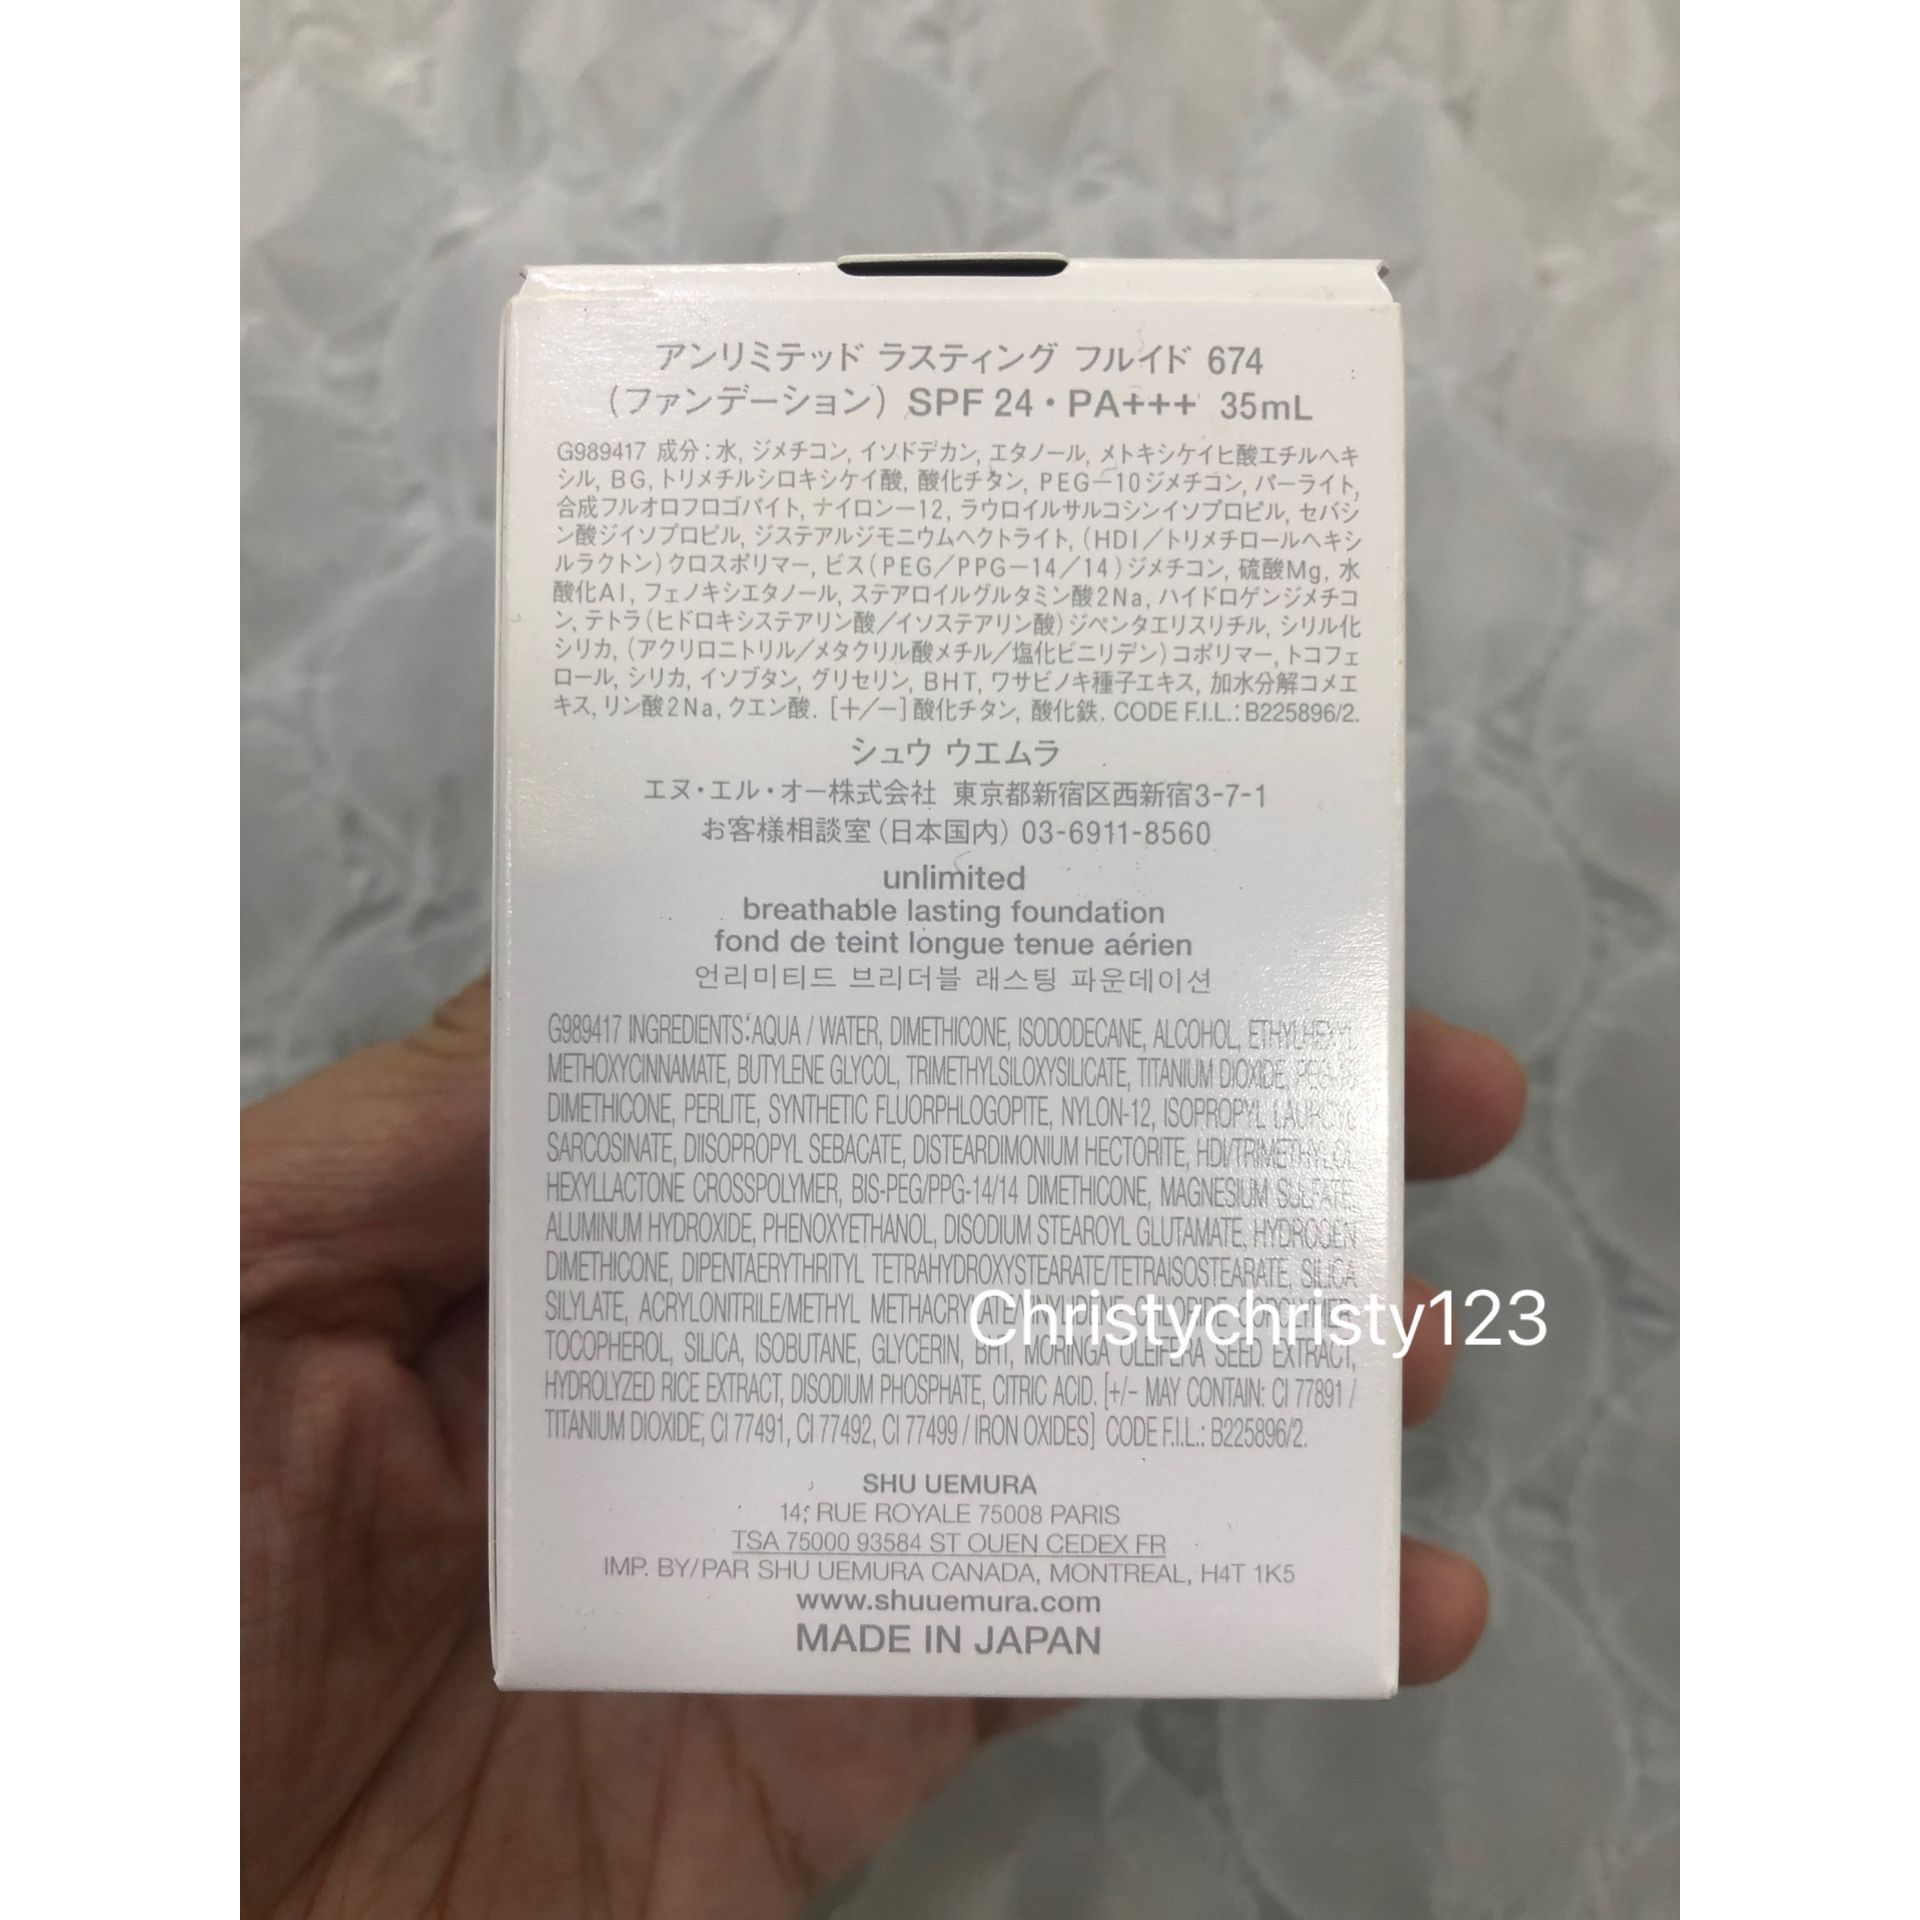 アンリミテッド ラスティング フルイド 674
(ファンデーション) SPF 24・PA+++ 35mL
G989417 成分:水, ジメチコン, イソドデカン, エタノール, メトキシケイヒ酸エチルヘキ
シル, BG, トリメチルシロキシケイ酸, 酸化チタン, PEG－10ジメチコン, パーライト,
合成フルオロフロゴパイト, ナイロン－12, ラウロイルサルコシンイソプロピル, セバシ
ン酸ジイソプロピル, ジステアルジモニウムヘクトライト, (HDI／トリメチロールヘキシ
ルラクトン)クロスポリマー, ビス(PEG／PPG－14／14)ジメチコン, 硫酸Mg, 水
酸化Al, フェノキシエタノール, ステアロイルグルタミン酸2Na, ハイドロゲンジメチコ
ン, テトラ(ヒドロキシステアリン酸／イソステアリン酸)ジペンタエリスリチル, シリル化
シリカ, (アクリロニトリル／メタクリル酸メチル／塩化ビニリデン)コポリマー, トコフェ
ロール, シリカ, イソブタン, グリセリン, BHT, ワサビノキ種子エキス, 加水分解コメエ
キス, リン酸2Na, クエン酸. [＋／－]酸化チタン, 酸化鉄. CODE F.I.L.: B225896/2.
シュウ ウエムラ
エヌ・エル・オー株式会社 東京都新宿区西新宿3-7-1
お客様相談室(日本国内) 03-6911-8560
unlimited
breathable lasting foundation
fond de teint longue tenue aérien
언리미티드 브리더블 래스팅 파운데이션
G989417 INGREDIENTS: AQUA / WATER, DIMETHICONE, ISODODECANE, ALCOHOL, ETHYLHEXYL
METHOXYCINNAMATE, BUTYLENE GLYCOL, TRIMETHYLSILOXYSILICATE, TITANIUM DIOXIDE, PEG-10
DIMETHICONE, PERLITE, SYNTHETIC FLUORPHLOGOPITE, NYLON-12, ISOPROPYL LAUROYL
SARCOSINATE, DIISOPROPYL SEBACATE, DISTEARDIMONIUM HECTORITE, HDI/TRIMETHYLOL
HEXYLLACTONE CROSSPOLYMER, BIS-PEG/PPG-14/14 DIMETHICONE, MAGNESIUM SULFATE,
ALUMINUM HYDROXIDE, PHENOXYETHANOL, DISODIUM STEAROYL GLUTAMATE, HYDROGEN
DIMETHICONE, DIPENTAERYTHRITYL TETRAHYDROXYSTEARATE/TETRAISOSTEARATE, SILICA
SILYLATE, ACRYLONITRILE/METHYL METHACRYLATE/VINYLIDENE CHLORIDE COPOLYMER,
Christychristy123
TOCOPHEROL, SILICA, ISOBUTANE, GLYCERIN, BHT, MORINGA OLEIFERA SEED EXTRACT,
HYDROLYZED RICE EXTRACT, DISODIUM PHOSPHATE, CITRIC ACID. [+/- MAY CONTAIN: CI 77891 /
TITANIUM DIOXIDE, CI 77491, CI 77492, CI 77499 / IRON OXIDES] CODE F.I.L.: B225896/2.
SHU UEMURA
14, RUE ROYALE 75008 PARIS
TSA 75000 93584 ST OUEN CEDEX FR
IMP. BY/PAR SHU UEMURA CANADA, MONTREAL, H4T 1K5
www.shuuemura.com
MADE IN JAPAN